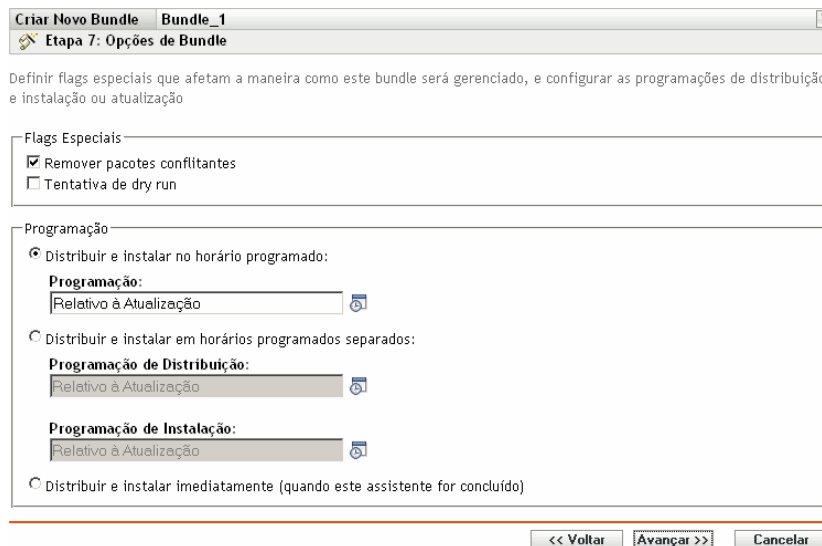 Criar Novo Bundle Bundle_1
Etapa 7: Opções de Bundle
Definir flags especiais que afetam a maneira como este bundle será gerenciado, e configurar as programações de distribuição
e instalação ou atualização
Flags Especiais
Remover pacotes conflitantes
Tentativa de dry run
Programação
Distribuir e instalar no horário programado:
Programação:
Relativo à Atualização
Distribuir e instalar em horários programados separados:
Programação de Distribuição:
Relativo à Atualização
Programação de Instalação:
Relativo à Atualização
Distribuir e instalar imediatamente (quando este assistente for concluído)
<< Voltar Avançar >> Cancelar